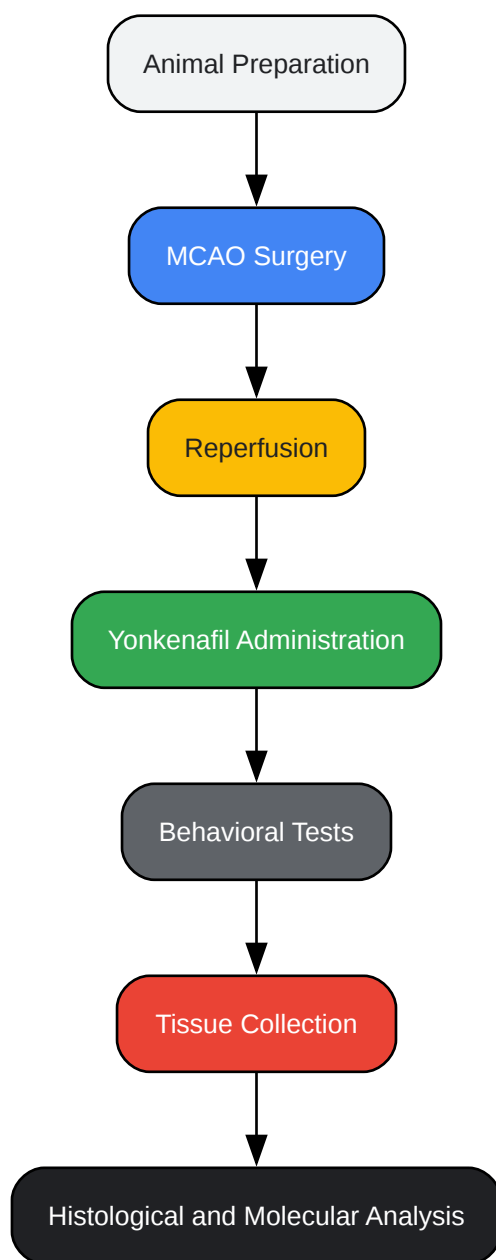 Animal Preparation
MCAO Surgery
Reperfusion
Yonkenafil Administration
Behavioral Tests
Tissue Collection
Histological and Molecular Analysis